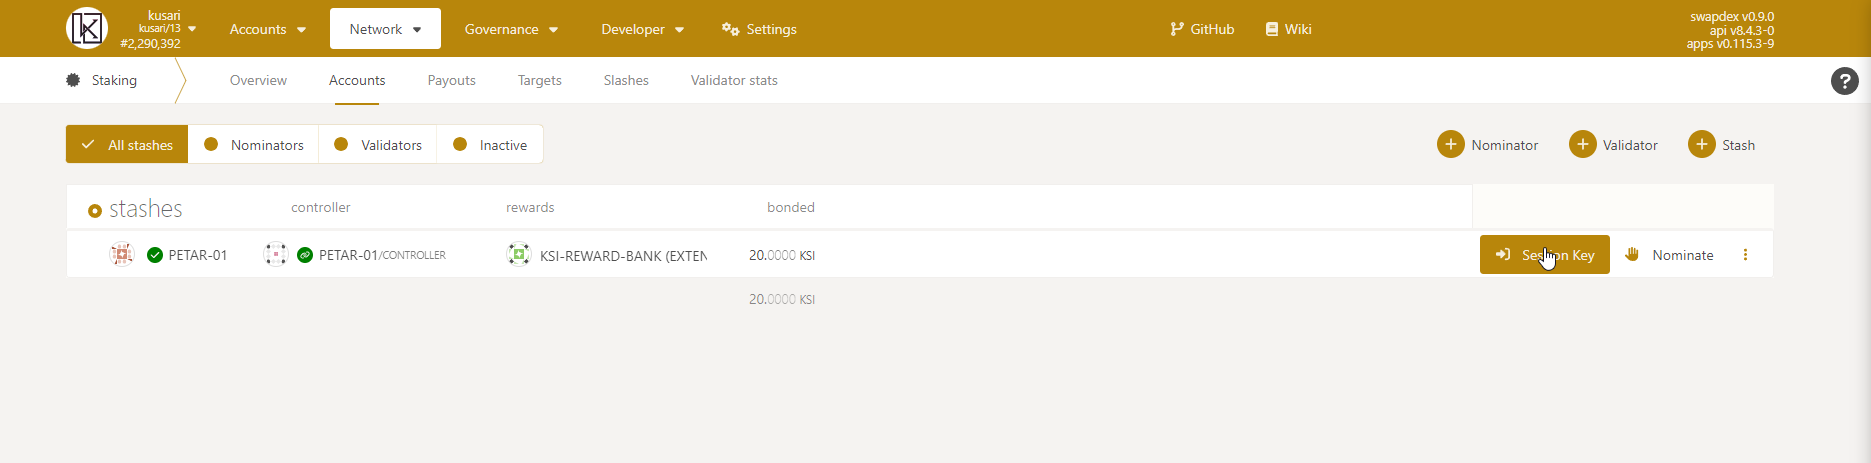 kusari
kusari/13
#2,290,392
Accounts
Network
Governance
Developer
Settings
GitHub
Wiki
swapdex v0.9.0
api v8.4.3-0
apps v0.115.3-9
Staking
Overview
Accounts
Payouts
Targets
Slashes
Validator stats
?
All stashes
Nominators
Validators
Inactive
Nominator
Validator
Stash
stashes
controller
rewards
bonded
PETAR-01
PETAR-01/CONTROLLER
KSI-REWARD-BANK (EXTEN
20.0000 KSI
Session Key
Nominate
20.0000 KSI